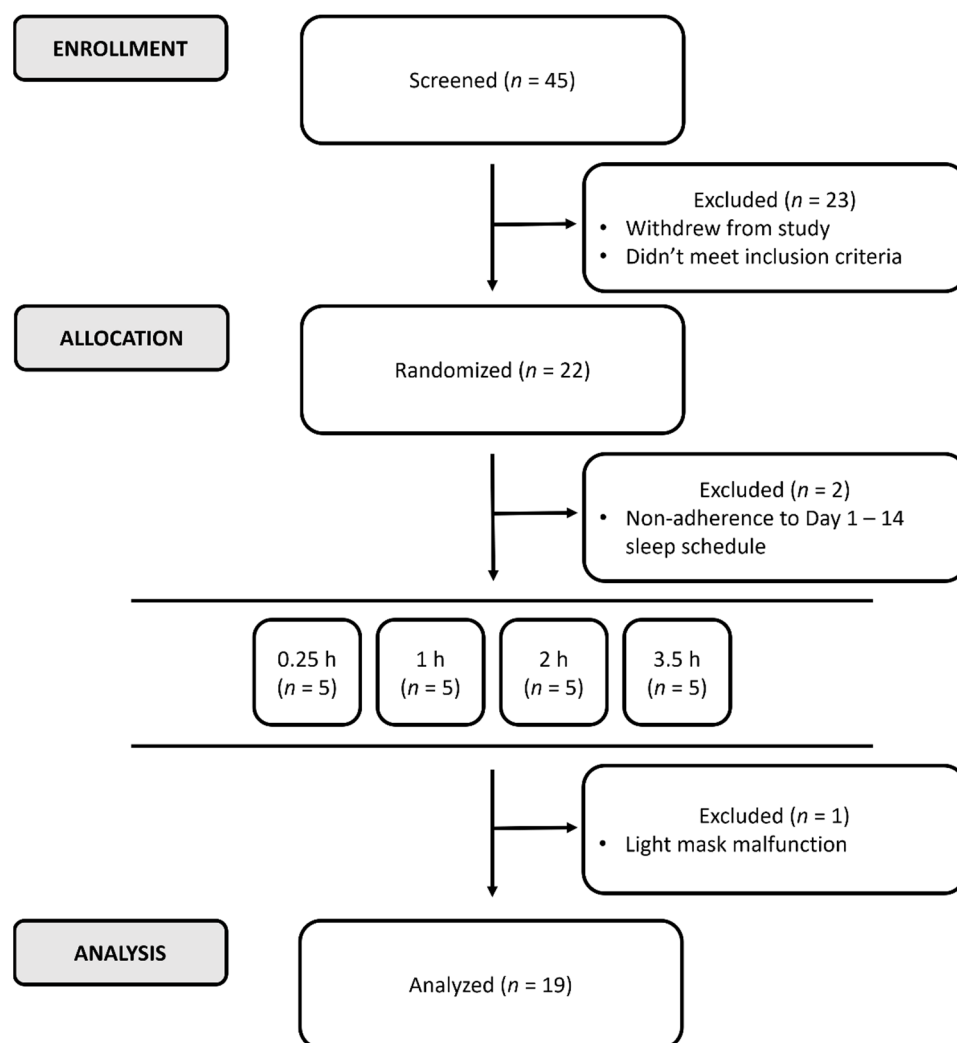 ENROLLMENT
Screened (n = 45)
Excluded (n = 23)
• Withdrew from study
• Didn’t meet inclusion criteria
ALLOCATION
Randomized (n = 22)
Excluded (n = 2)
• Non-adherence to Day 1 – 14
sleep schedule
0.25 h
(n = 5)
1 h
(n = 5)
2 h
(n = 5)
3.5 h
(n = 5)
Excluded (n = 1)
• Light mask malfunction
ANALYSIS
Analyzed (n = 19)